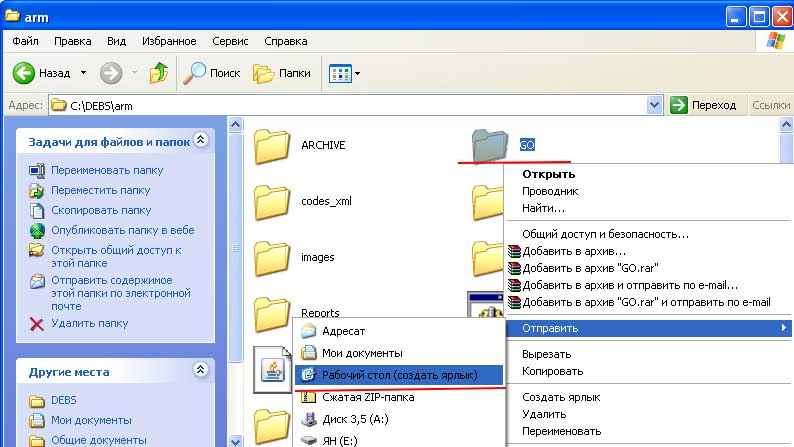 arm
Файл Правка Вид Избранное Сервис Справка
Назад Поиск Папки
Адрес: C:\DEBS\arm Переход Ссылки
Задачи для файлов и папок
Переименовать папку
Переместить папку
Скопировать папку
Опубликовать папку в вебе
Открыть общий доступ к
этой папке
Отправить содержимое
этой папки по электронной
почте
Удалить папку
Другие места
DEBS
Мои документы
Общие документы
ARCHIVE
GO
codes_xml
images
Reports
Открыть
Проводник
Найти...
Общий доступ и безопасность...
Добавить в архив...
Добавить в архив "GO.rar"
Добавить в архив и отправить по e-mail...
Добавить в архив "GO.rar" и отправить по e-mail
Отправить
Вырезать
Копировать
Создать ярлык
Удалить
Переименовать
Адресат
Мои документы
Рабочий стол (создать ярлык)
Сжатая ZIP-папка
Диск 3,5 (A:)
ЯН (E:)